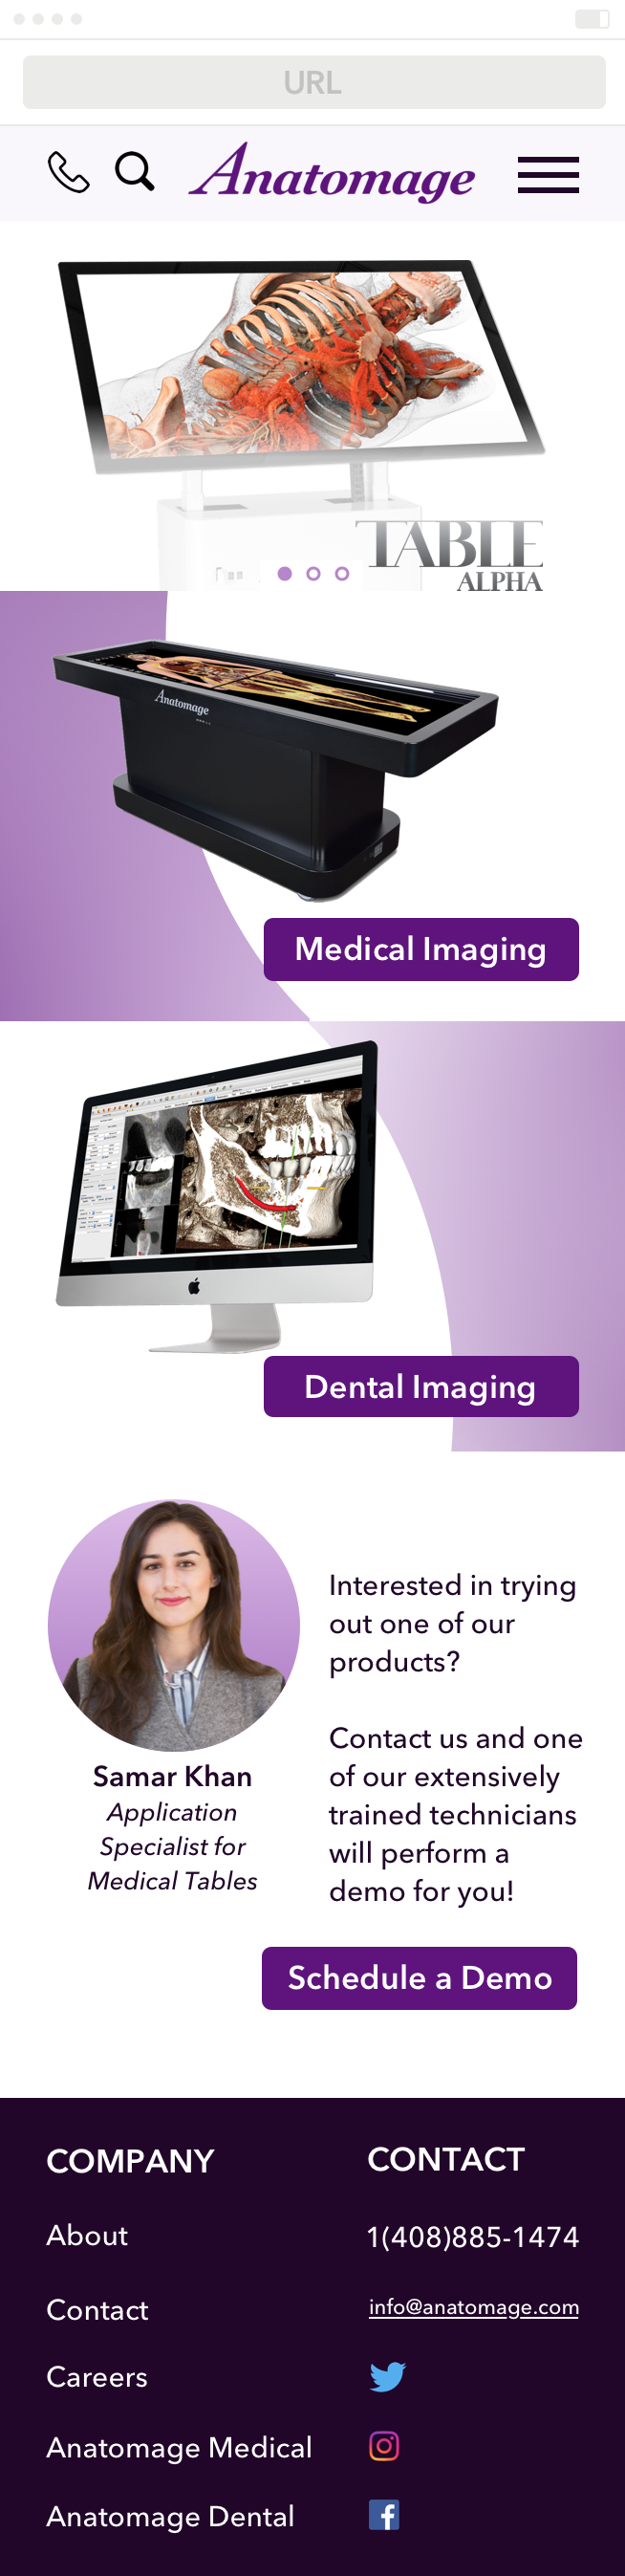 URL
Anatomage
TABLE
ALPHA
Anatomage
Medical Imaging
Dental Imaging
Interested in trying
out one of our
products?
Contact us and one
of our extensively
trained technicians
will perform a
demo for you!
Samar Khan
Application
Specialist for
Medical Tables
Schedule a Demo
COMPANY
About
Contact
Careers
Anatomage Medical
Anatomage Dental
CONTACT
1(408)885-1474
info@anatomage.com